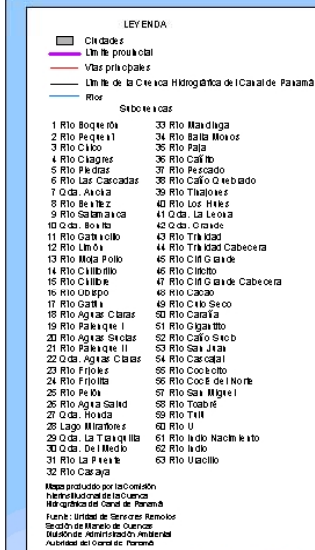 LEYENDA
Ciudades
Limite provincial
Vias principales
Limite de la Cuenca Hidrográfica del Canal de Panamá
Rios
Subcuencas
1 Río Boquerón
2 Río Pequení
3 Río Chico
4 Río Chagres
5 Río Piedras
6 Río Las Cascadas
7 Qda. Ancha
8 Río Benítez
9 Río Salamanca
10 Qda. Bonita
11 Río Gatuncillo
12 Río Limón
13 Río Moja Pollo
14 Río Chilibrillo
15 Río Chilibre
16 Río Obispo
17 Río Gatún
18 Río Aguas Claras
19 Río Palenque I
20 Río Aguas Sucias
21 Río Palenque II
22 Qda. Aguas Claras
23 Río Frijoles
24 Río Frijolita
25 Río Pelón
26 Río Agua Salud
27 Qda. Honda
28 Lago Miraflores
29 Qda. La Tranquilla
30 Qda. Del Medio
31 Río La Puente
32 Río Casaya
33 Río Mandinga
34 Río Baila Monos
35 Río Paja
36 Río Cañito
37 Río Pescado
38 Río Caño Quebrado
39 Río Tinajones
40 Río Los Hules
41 Qda. La Leona
42 Qda. Grande
43 Río Trinidad
44 Río Trinidad Cabecera
45 Río Cirí Grande
46 Río Ciricito
47 Río Cirí Grande Cabecera
48 Río Cacao
49 Río Culo Seco
50 Río Caraña
51 Río Gigantito
52 Río Caño Sucio
53 Río San Juan
54 Río Cascajal
55 Río Coclecito
56 Río Coclé del Norte
57 Río San Miguel
58 Río Toabré
59 Río Tulú
60 Río U
61 Río Indio Nacimiento
62 Río Indio
63 Río Uracillo
Mapa producido por la Comisión
Interinstitucional de la Cuenca
Hidrográfica del Canal de Panamá
Fuente: Unidad de Sensores Remotos
Sección de Manejo de Cuencas
División de Administración Ambiental
Autoridad del Canal de Panamá